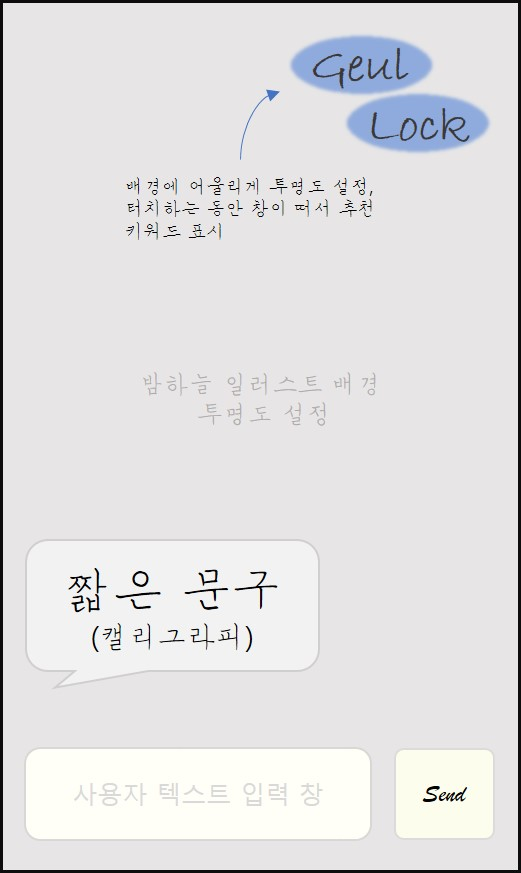 Geul
Lock
배경에 어울리게 투명도 설정,
터치하는 동안 창이 떠서 추천
키워드 표시
밤하늘 일러스트 배경
투명도 설정
짧은 문구
(캘리그라피)
사용자 텍스트 입력 창
Send